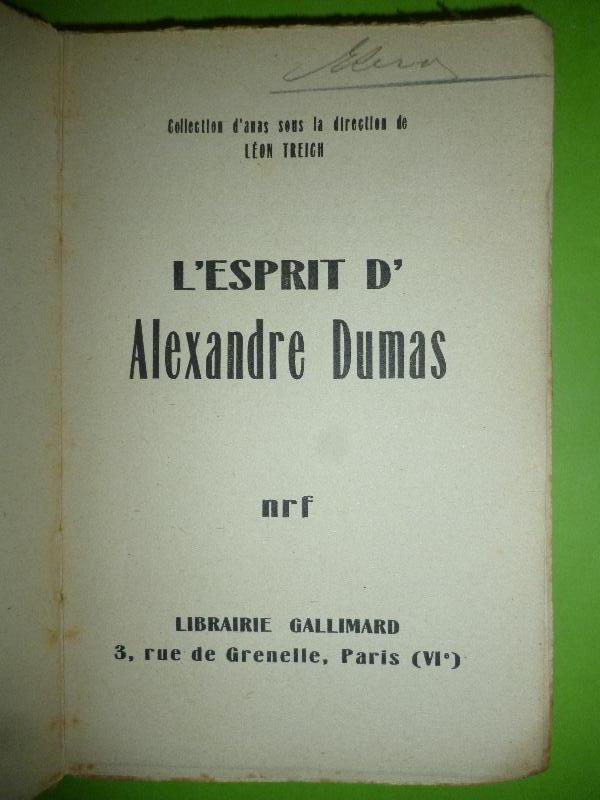 Collection d'anas sous la direction de
LÉON TREICH
L'ESPRIT D'
Alexandre Dumas
nrf
LIBRAIRIE GALLIMARD
3, rue de Grenelle, Paris (VIe)